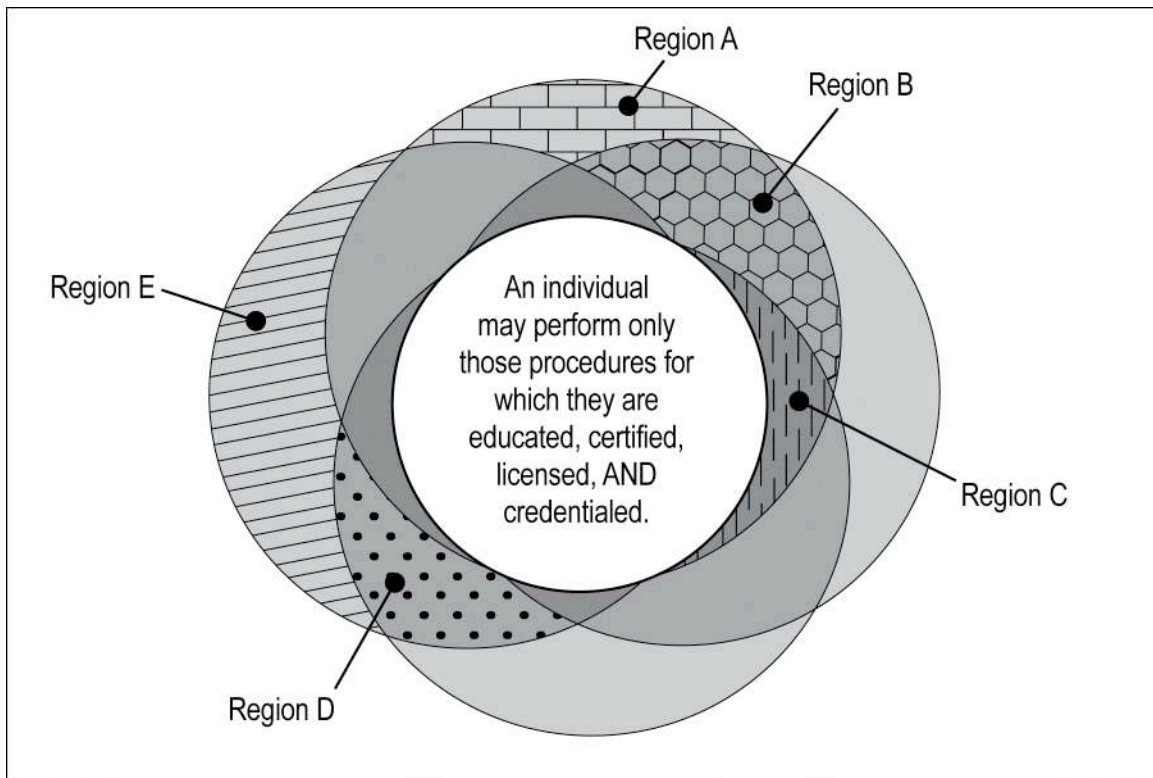 Region A
Region B
Region E
An individual
may perform only
those procedures for
which they are
educated, certified,
licensed, AND
credentialed.
Region C
Region D